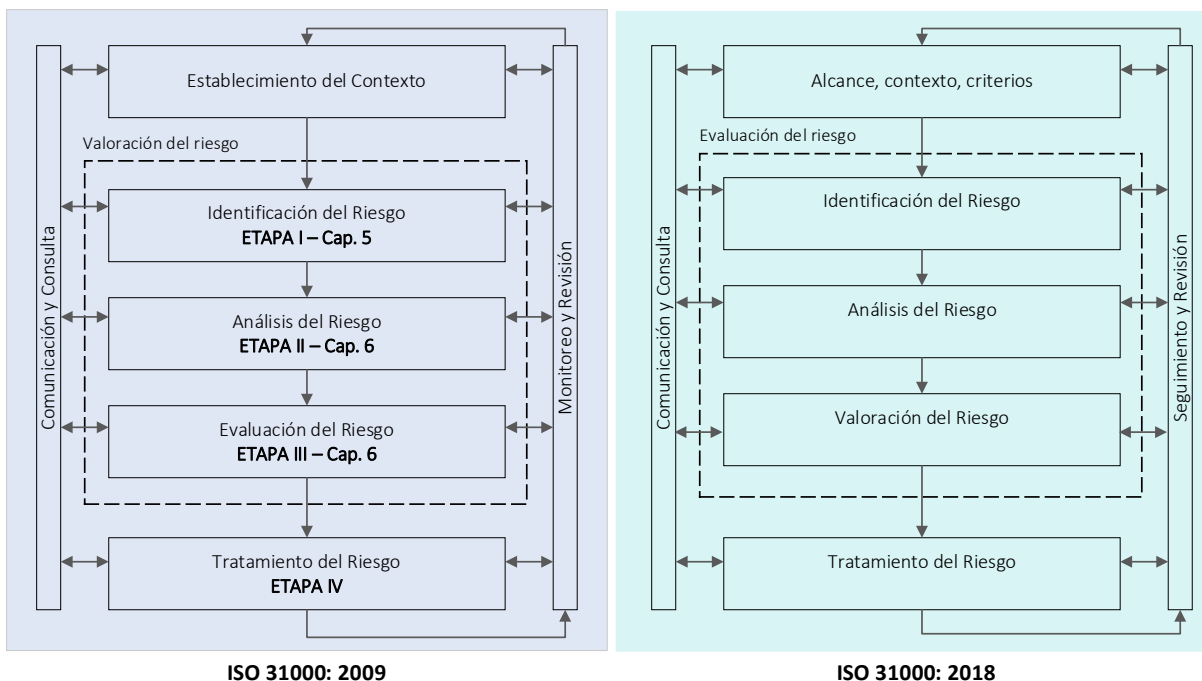 Establecimiento del Contexto
Valoración del riesgo
Identificación del Riesgo
ETAPA I – Cap. 5
Análisis del Riesgo
ETAPA II – Cap. 6
Evaluación del Riesgo
ETAPA III – Cap. 6
Tratamiento del Riesgo
ETAPA IV
Comunicación y Consulta
Monitoreo y Revisión
ISO 31000: 2009
Alcance, contexto, criterios
Evaluación del riesgo
Identificación del Riesgo
Análisis del Riesgo
Valoración del Riesgo
Tratamiento del Riesgo
Comunicación y Consulta
Seguimiento y Revisión
ISO 31000: 2018